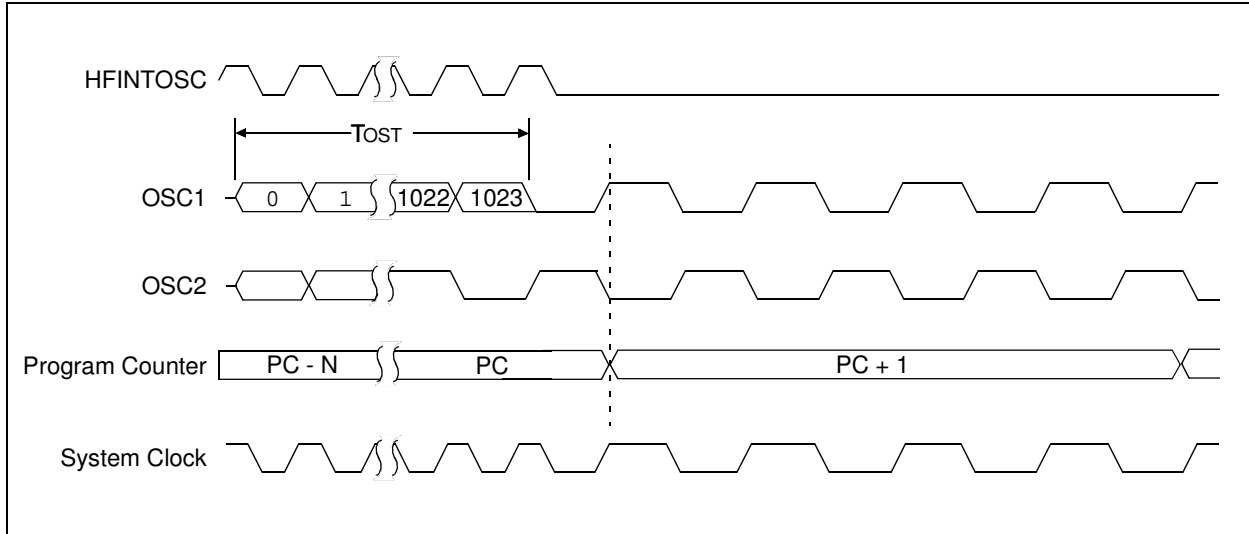 HFINTOSC
TOST
OSC1 0 1 1022 1023
OSC2
Program Counter PC - N PC PC + 1
System Clock